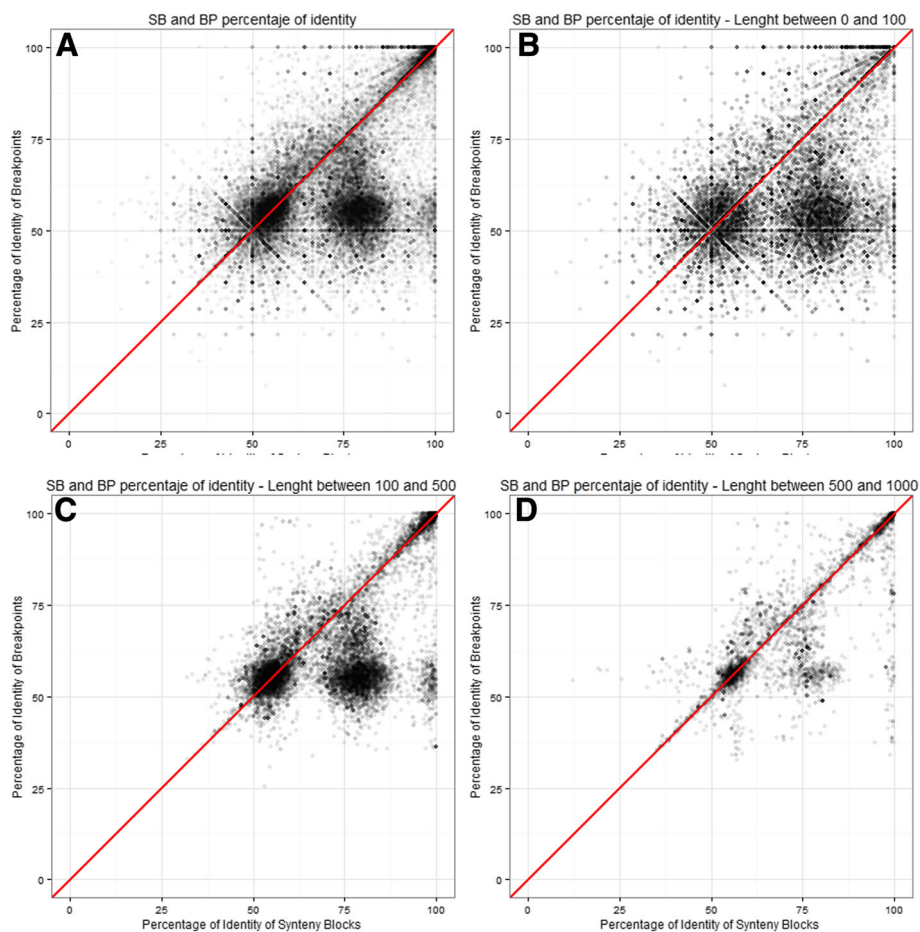 SB and BP percentaje of identity
A
Percentage of Identity of Breakpoints
100
75
50
25
0
0 25 50 75 100
SB and BP percentaje of identity - Lenght between 0 and 100
B
Percentage of Identity of Breakpoints
100
75
50
25
0
0 25 50 75 100
SB and BP percentaje of identity - Lenght between 100 and 500
C
Percentage of Identity of Breakpoints
100
75
50
25
0
0 25 50 75 100
Percentage of Identity of Synteny Blocks
SB and BP percentaje of identity - Lenght between 500 and 1000
D
Percentage of Identity of Breakpoints
100
75
50
25
0
0 25 50 75 100
Percentage of Identity of Synteny Blocks